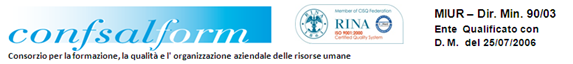 confsalform
Consorzio per la formazione, la qualità e l' organizzazione aziendale delle risorse umane
Member of CISQ Federation
RINA
ISO 9001:2000
Certified Quality System
MIUR – Dir. Min. 90/03
Ente Qualificato con
D. M. del 25/07/2006